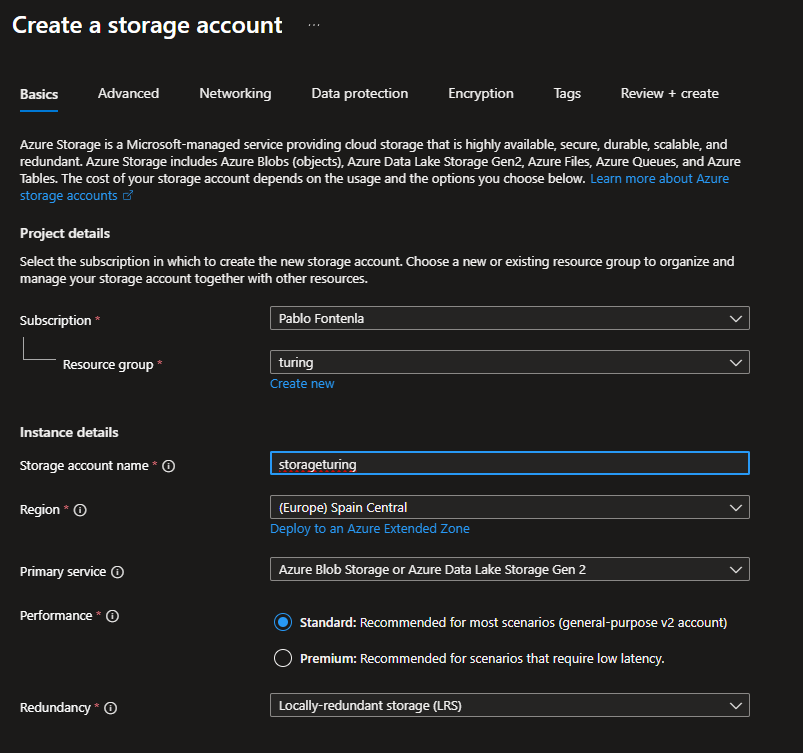 Create a storage account ...
Basics Advanced Networking Data protection Encryption Tags Review + create
Azure Storage is a Microsoft-managed service providing cloud storage that is highly available, secure, durable, scalable, and
redundant. Azure Storage includes Azure Blobs (objects), Azure Data Lake Storage Gen2, Azure Files, Azure Queues, and Azure
Tables. The cost of your storage account depends on the usage and the options you choose below. Learn more about Azure
storage accounts
Project details
Select the subscription in which to create the new storage account. Choose a new or existing resource group to organize and
manage your storage account together with other resources.
Subscription * Pablo Fontenla
Resource group * turing
Create new
Instance details
Storage account name * storageturing
Region * (Europe) Spain Central
Deploy to an Azure Extended Zone
Primary service Azure Blob Storage or Azure Data Lake Storage Gen 2
Performance * Standard: Recommended for most scenarios (general-purpose v2 account)
Premium: Recommended for scenarios that require low latency.
Redundancy * Locally-redundant storage (LRS)